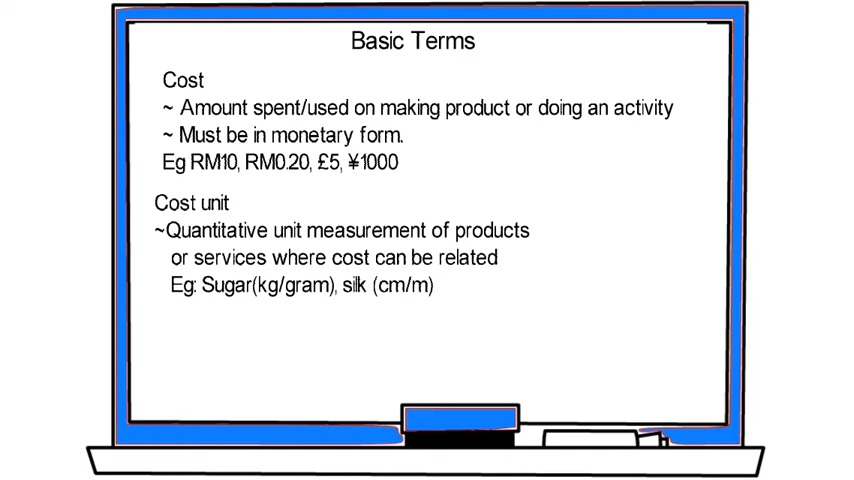 Basic Terms
Cost
~ Amount spent/used on making product or doing an activity
~ Must be in monetary form.
Eg RM10, RM0.20, £5, ¥1000
Cost unit
~Quantitative unit measurement of products
or services where cost can be related
Eg: Sugar(kg/gram), silk (cm/m)